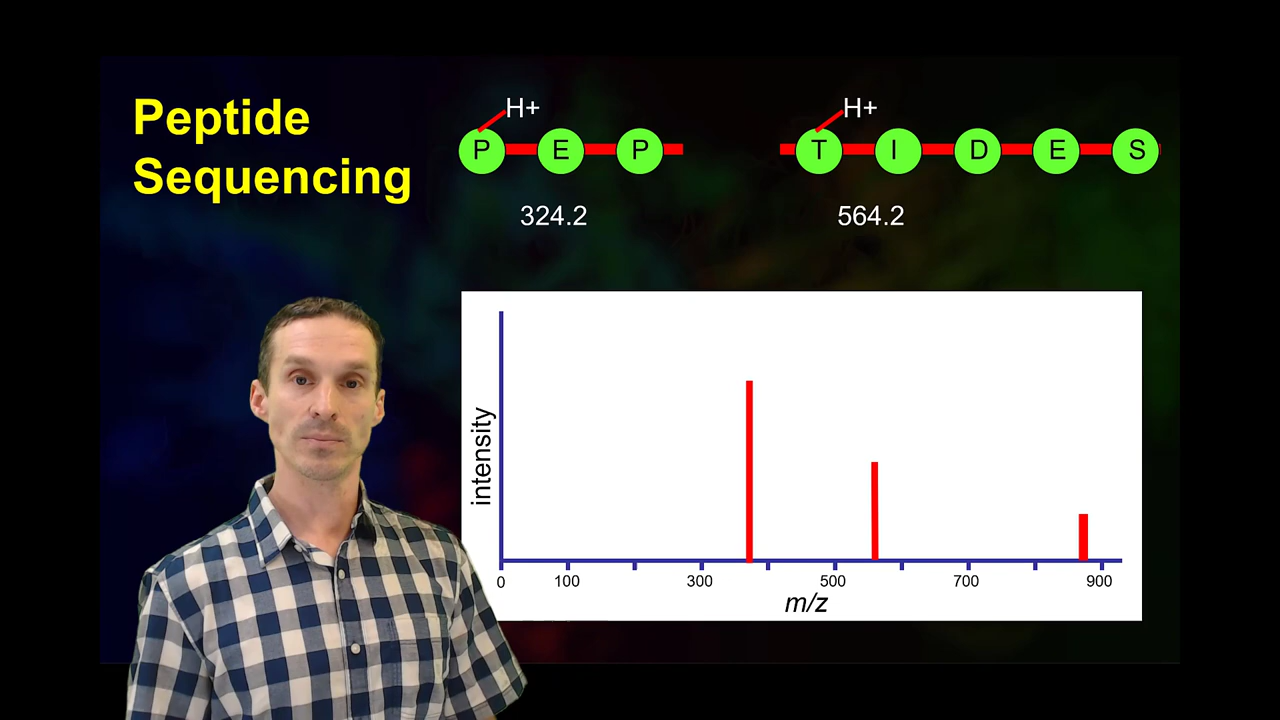 Peptide
Sequencing
H+
H+
P E P
T I D E S
324.2
564.2
intensity
0 100 300 500 700 900
m/z